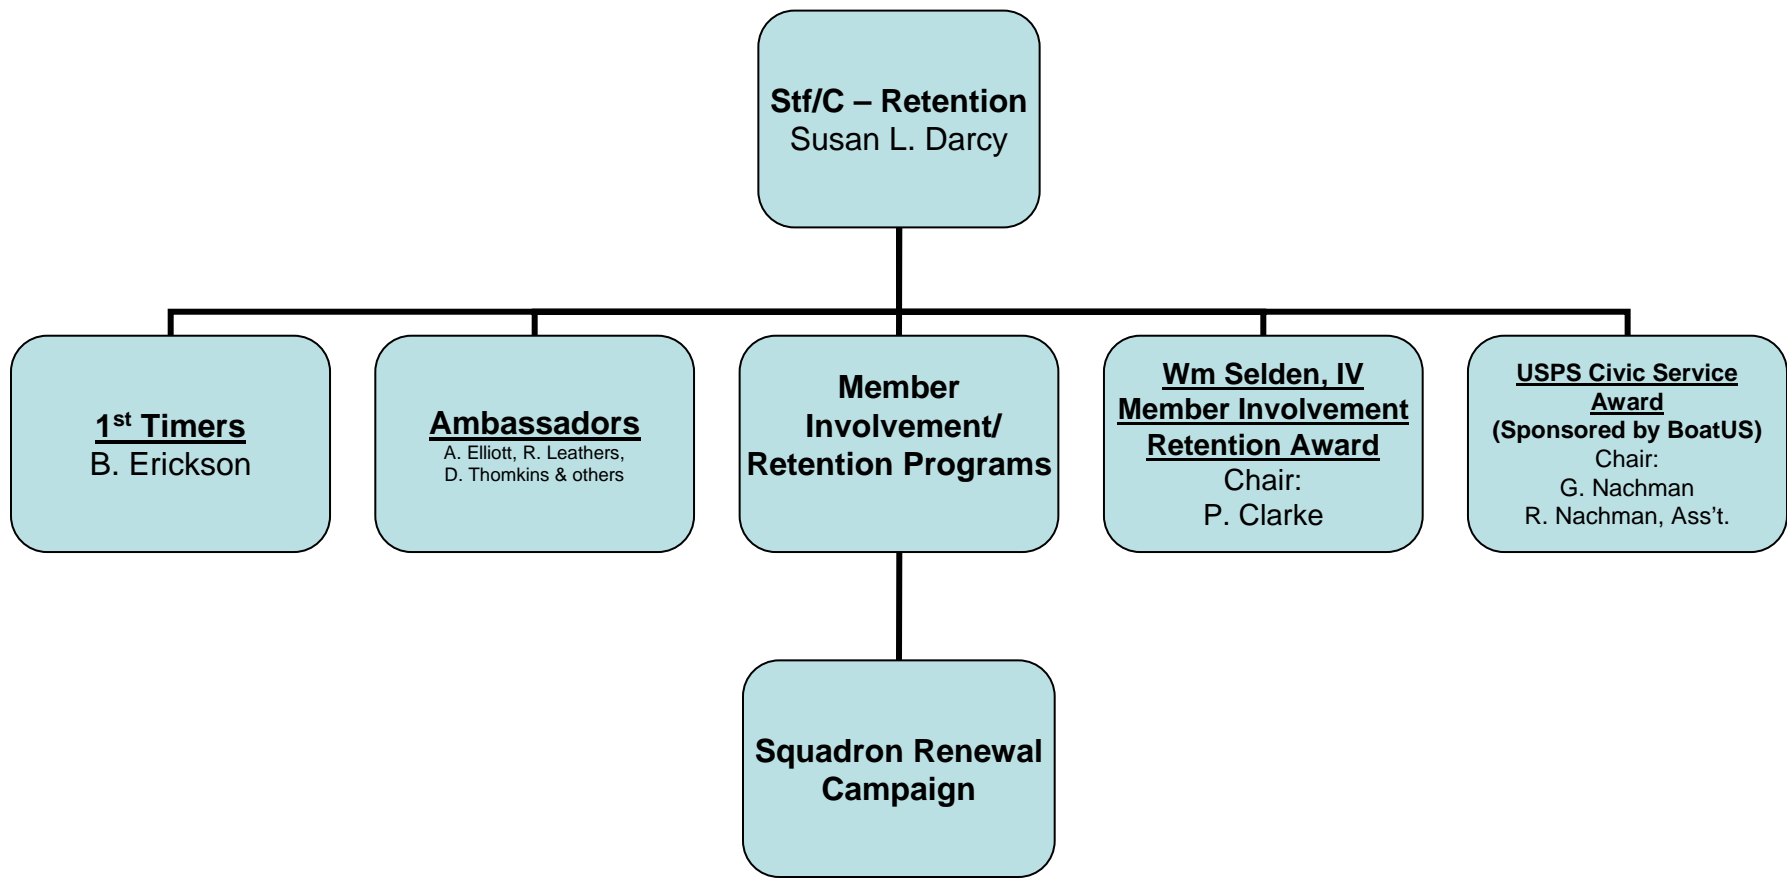 Stf/C – Retention
Susan L. Darcy
1st Timers
B. Erickson
Ambassadors
A. Elliott, R. Leathers,
D. Thomkins & others
Member
Involvement/
Retention Programs
Wm Selden, IV
Member Involvement
Retention Award
Chair:
P. Clarke
USPS Civic Service
Award
(Sponsored by BoatUS)
Chair:
G. Nachman
R. Nachman, Ass’t.
Squadron Renewal
Campaign